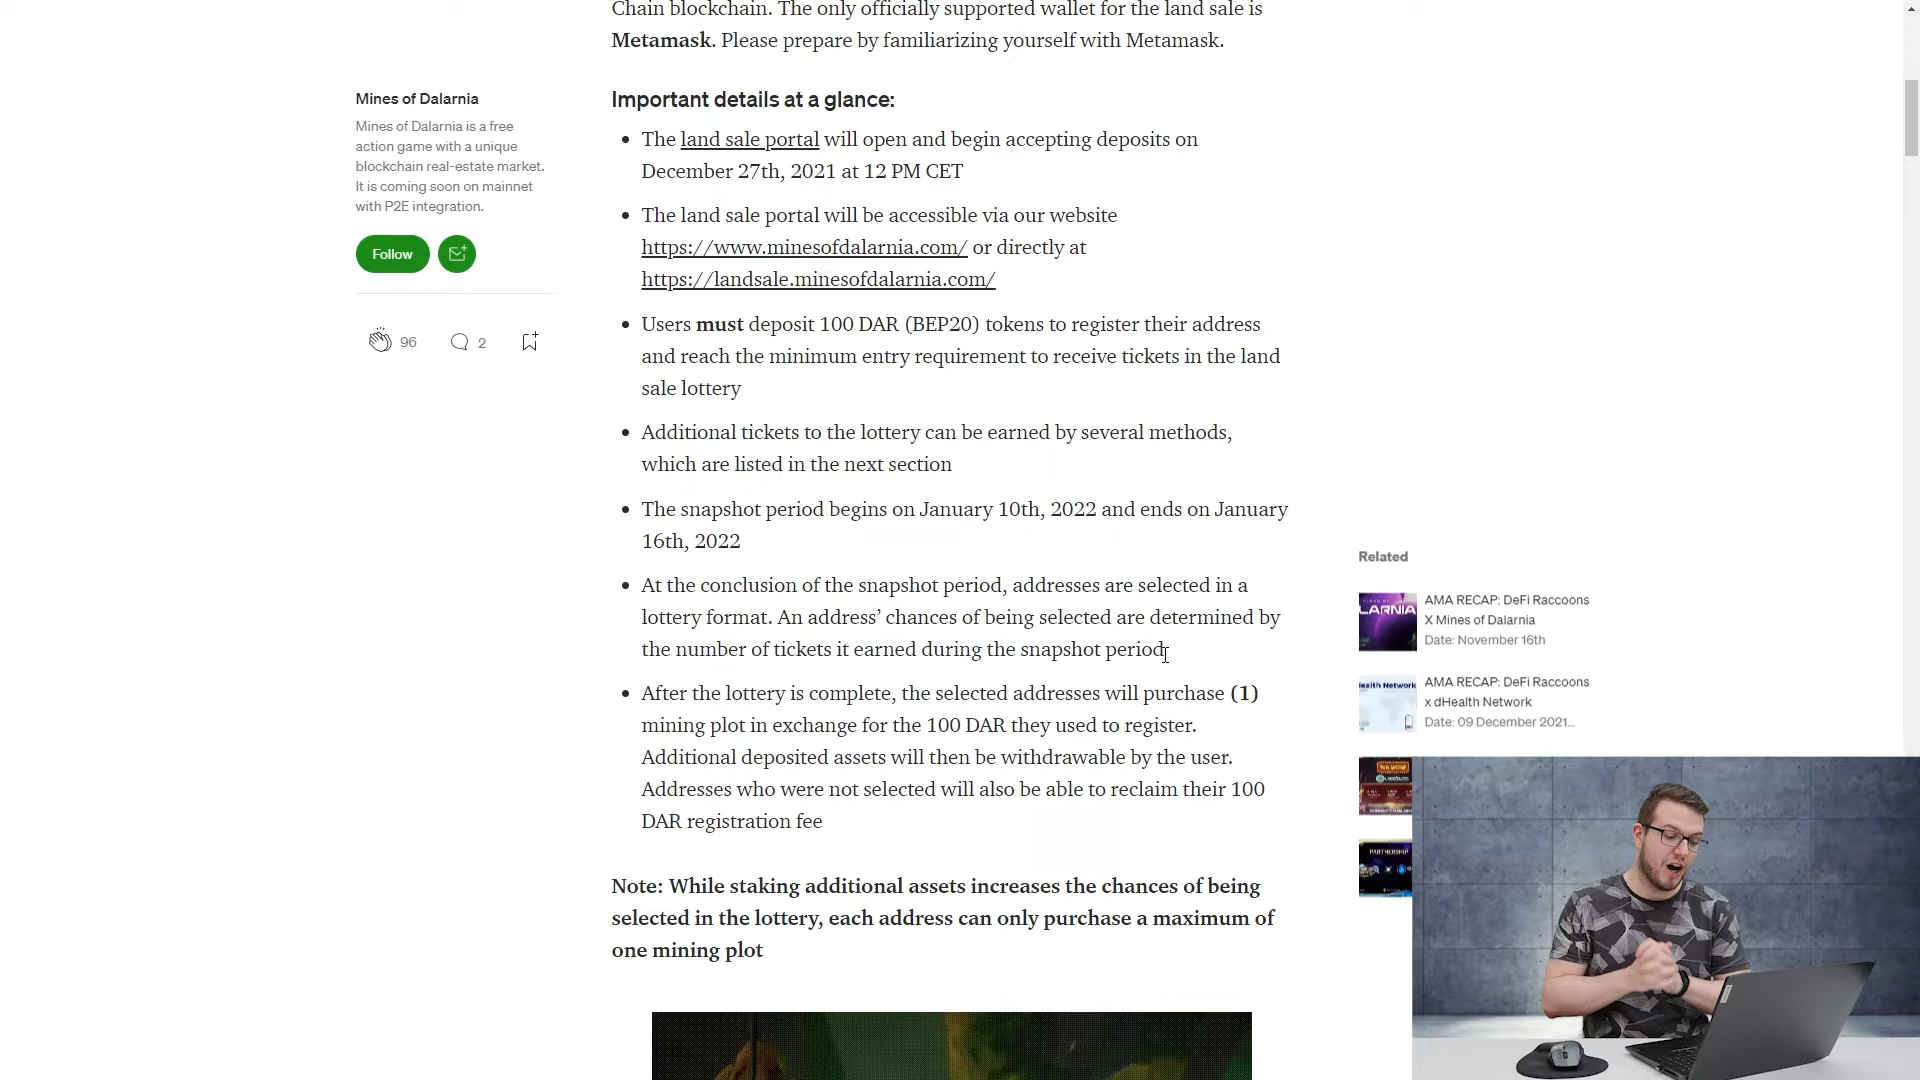 Chain blockchain. The only officially supported wallet for the land sale is
Metamask. Please prepare by familiarizing yourself with Metamask.
Mines of Dalarnia
Mines of Dalarnia is a free
action game with a unique
blockchain real-estate market.
It is coming soon on mainnet
with P2E integration.
Follow
96
2
Important details at a glance:
• The land sale portal will open and begin accepting deposits on
December 27th, 2021 at 12 PM CET
• The land sale portal will be accessible via our website
https://www.minesofdalarnia.com/ or directly at
https://landsale.minesofdalarnia.com/
• Users must deposit 100 DAR (BEP20) tokens to register their address
and reach the minimum entry requirement to receive tickets in the land
sale lottery
• Additional tickets to the lottery can be earned by several methods,
which are listed in the next section
• The snapshot period begins on January 10th, 2022 and ends on January
16th, 2022
• At the conclusion of the snapshot period, addresses are selected in a
lottery format. An address’ chances of being selected are determined by
the number of tickets it earned during the snapshot period
• After the lottery is complete, the selected addresses will purchase (1)
mining plot in exchange for the 100 DAR they used to register.
Additional deposited assets will then be withdrawable by the user.
Addresses who were not selected will also be able to reclaim their 100
DAR registration fee
Note: While staking additional assets increases the chances of being
selected in the lottery, each address can only purchase a maximum of
one mining plot
Related
LARNIA
AMA RECAP: DeFi Raccoons
X Mines of Dalarnia
Date: November 16th
ealth Network
AMA RECAP: DeFi Raccoons
x dHealth Network
Date: 09 December 2021...
PARTNERSHIP